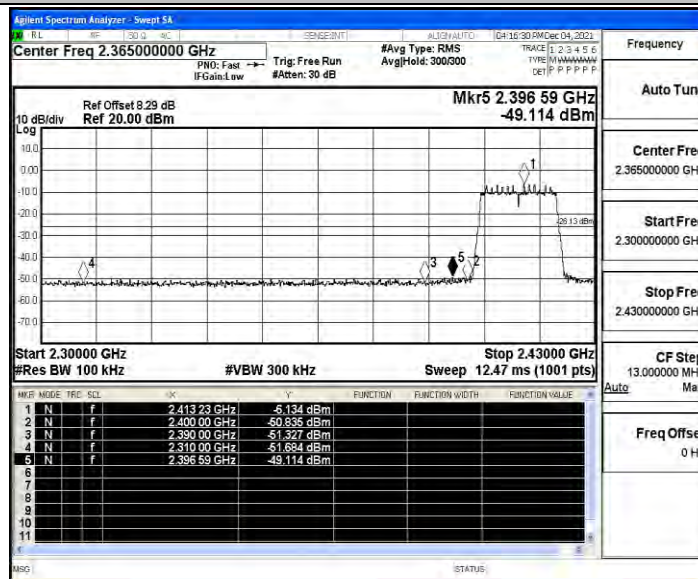 Agilent Spectrum Analyzer - Swept SA
RL RF 50 Ω AC SENSE:INT ALIGN AUTO 04:16:30 PM Dec 04, 2021
Center Freq 2.365000000 GHz
PNO: Fast
IFGain:Low
Trig: Free Run
#Atten: 30 dB
#Avg Type: RMS
Avg|Hold: 300/300
TRACE 1 2 3 4 5 6
TYPE MWWWWW
DET P P P P P P
Ref Offset 8.29 dB
10 dB/div Ref 20.00 dBm
Mkr5 2.396 59 GHz
-49.114 dBm
Log
10.0
0.00
-10.0
-20.0
-30.0
-40.0
-50.0
-60.0
-70.0
1
-26.13 dBm
4
3
5
2
Start 2.30000 GHz Stop 2.43000 GHz
#Res BW 100 kHz #VBW 300 kHz Sweep 12.47 ms (1001 pts)
MKR MODE TRC SCL X Y FUNCTION FUNCTION WIDTH FUNCTION VALUE
1 N f 2.413 23 GHz -6.134 dBm
2 N f 2.400 00 GHz -50.835 dBm
3 N f 2.390 00 GHz -51.327 dBm
4 N f 2.310 00 GHz -51.684 dBm
5 N f 2.396 59 GHz -49.114 dBm
6
7
8
9
10
11
MSG STATUS
Frequency
Auto Tun
Center Fre
2.365000000 GH
Start Fre
2.300000000 GH
Stop Fre
2.430000000 GH
CF Step
13.000000 MH
Auto Ma
Freq Offse
0 H